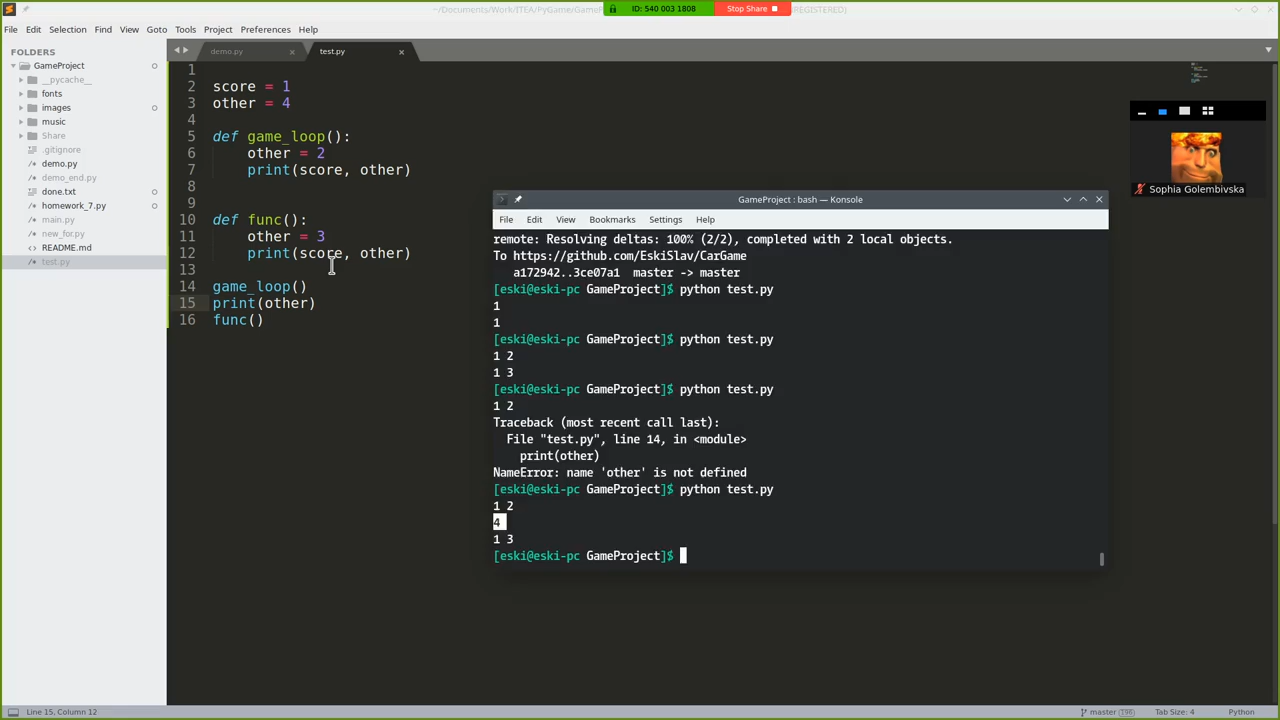 ~/Documents/Work/ITEA/PyGame/GameP
ID: 540 003 1808
Stop Share
REGISTERED)
File Edit Selection Find View Goto Tools Project Preferences Help
FOLDERS
GameProject
__pycache__
fonts
images
music
Share
.gitignore
demo.py
demo_end.py
done.txt
homework_7.py
main.py
new_for.py
README.md
test.py
demo.py
test.py
1
2 score = 1
3 other = 4
4
5 def game_loop():
6 other = 2
7 print(score, other)
8
9
10 def func():
11 other = 3
12 print(score, other)
13
14 game_loop()
15 print(other)
16 func()
Sophia Golembivska
GameProject : bash — Konsole
File Edit View Bookmarks Settings Help
remote: Resolving deltas: 100% (2/2), completed with 2 local objects.
To https://github.com/EskiSlav/CarGame
a172942..3ce07a1 master -> master
[eski@eski-pc GameProject]$ python test.py
1
1
[eski@eski-pc GameProject]$ python test.py
1 2
1 3
[eski@eski-pc GameProject]$ python test.py
1 2
Traceback (most recent call last):
File "test.py", line 14, in <module>
print(other)
NameError: name 'other' is not defined
[eski@eski-pc GameProject]$ python test.py
1 2
4
1 3
[eski@eski-pc GameProject]$
Line 15, Column 12
master 196
Tab Size: 4
Python